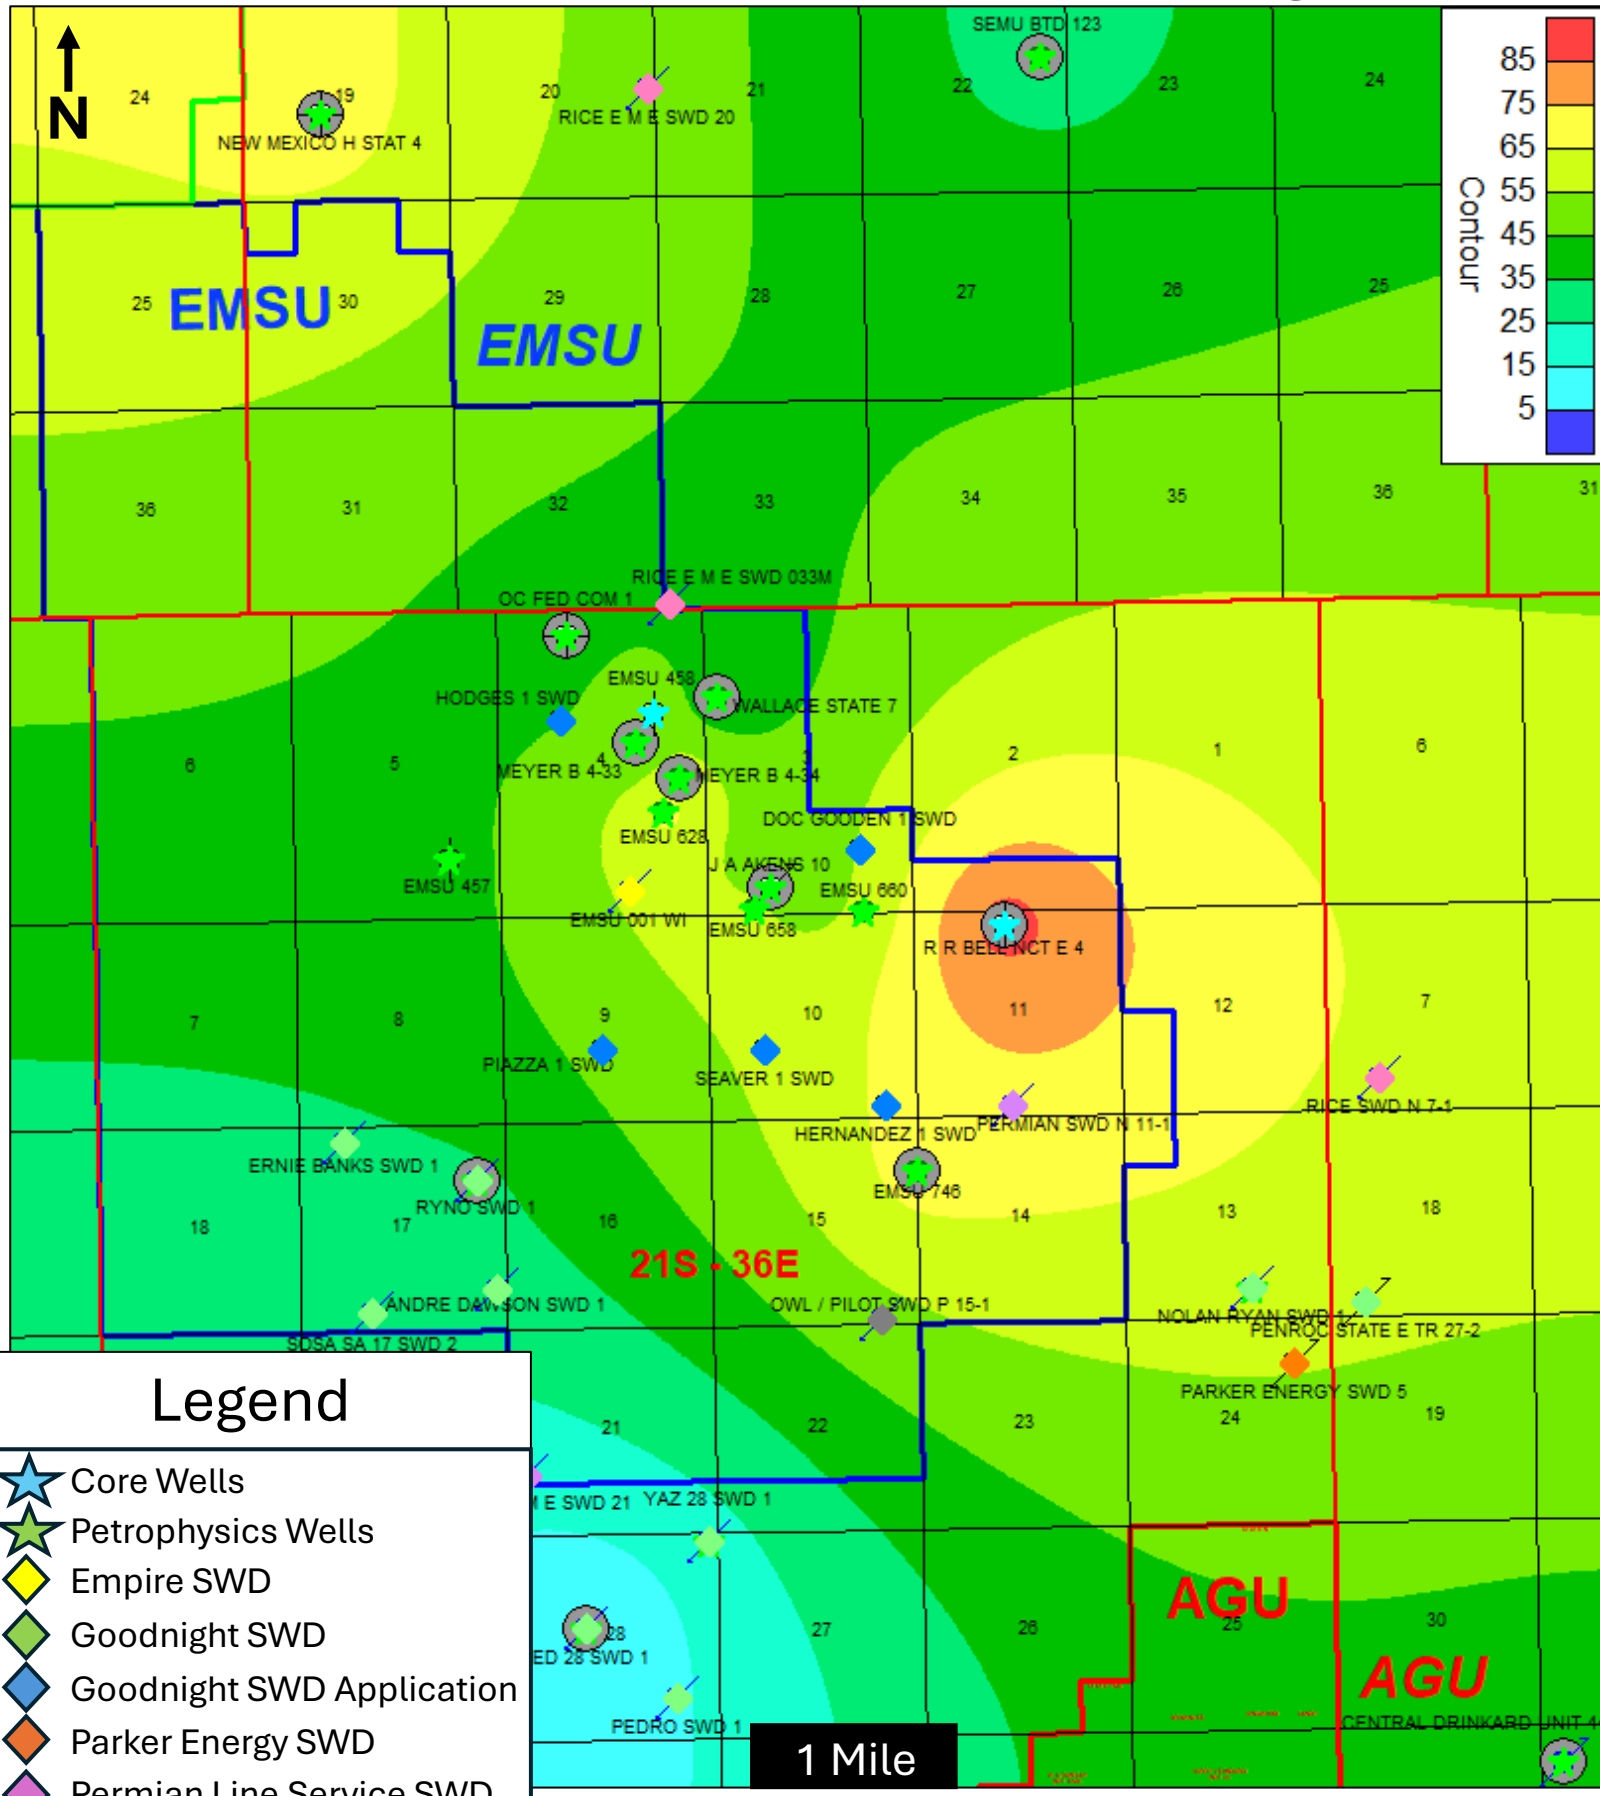 SEMU BTD 123
24
19
20
21
22
23
24
N
NEW MEXICO H STAT 4
RICE E M E SWD 20
85
75
65
55
45
35
25
15
5
Contour
25
EMSU
30
29
EMSU
28
27
26
25
36
31
32
33
34
35
36
31
RICE E M E SWD 033M
OC FED COM 1
EMSU 458
HODGES 1 SWD
WALLACE STATE 7
6
5
4
3
2
1
6
MEYER B 4-33
MEYER B 4-34
DOC GOODEN 1 SWD
EMSU 628
J A AKENS 10
EMSU 457
EMSU 660
EMSU 001 WI
EMSU 658
R R BELL NCT E 4
7
8
9
10
11
12
7
PIAZZA 1 SWD
SEAVER 1 SWD
RICE SWD N 7-1
HERNANDEZ 1 SWD
PERMIAN SWD N 11-1
ERNIE BANKS SWD 1
RYNO SWD 1
EMSU 746
18
17
16
15
14
13
18
21S - 36E
ANDRE DAWSON SWD 1
OWL / PILOT SWD P 15-1
NOLAN RYAN SWD 1
PENROC STATE E TR 27-2
SOSA SA 17 SWD 2
PARKER ENERGY SWD 5
21
22
23
24
19
M E SWD 21
YAZ 28 SWD 1
AGU
28
27
26
25
30
ED 28 SWD 1
AGU
PEDRO SWD 1
CENTRAL DRINKARD UNIT 4
1 Mile
Legend
Core Wells
Petrophysics Wells
Empire SWD
Goodnight SWD
Goodnight SWD Application
Parker Energy SWD
Permian Line Service SWD